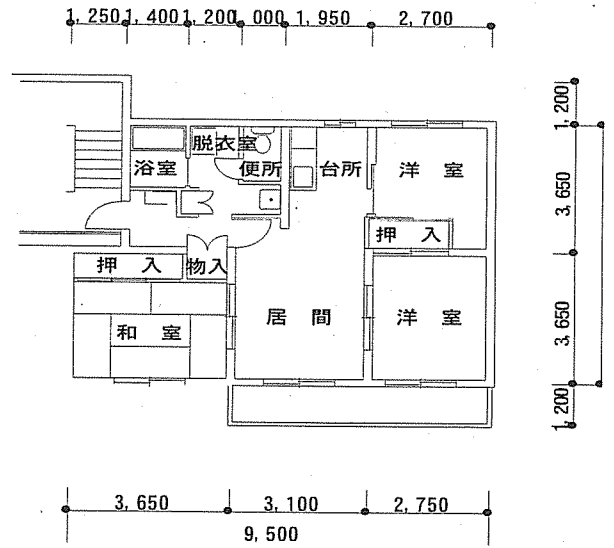 1,250 1,400 1,200 1,000 1,950 2,700
脱衣室
浴室 便所 台所 洋室
押入
押入 物入
居間 洋室
和室
1,200
3,650
3,650
1,200
3,650 3,100 2,750
9,500